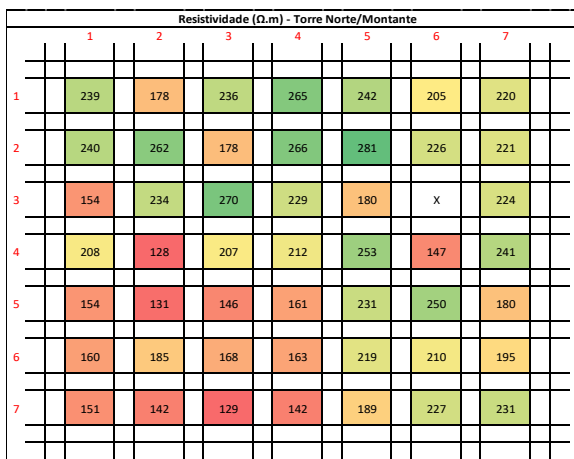 Resistividade (Ω.m) - Torre Norte/Montante
1 2 3 4 5 6 7
1 239 178 236 265 242 205 220
2 240 262 178 266 281 226 221
3 154 234 270 229 180 X 224
4 208 128 207 212 253 147 241
5 154 131 146 161 231 250 180
6 160 185 168 163 219 210 195
7 151 142 129 142 189 227 231